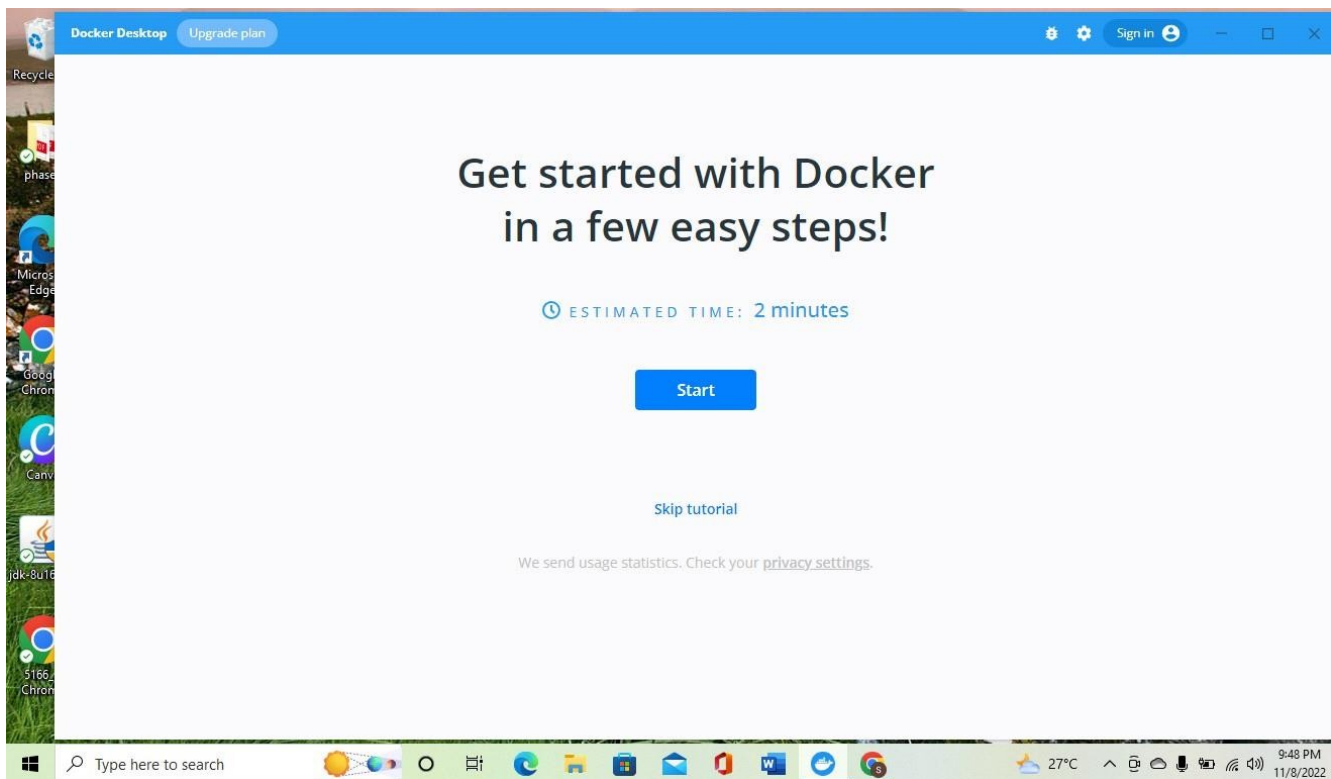 Docker Desktop
Upgrade plan
Sign in
Recycle
phase
Micros
Edge
Googl
Chron
Canv
jdk-8u16
5166_
Chron
Get started with Docker
in a few easy steps!
ESTIMATED TIME: 2 minutes
Start
Skip tutorial
We send usage statistics. Check your privacy settings.
Type here to search
27°C
9:48 PM
11/8/2022